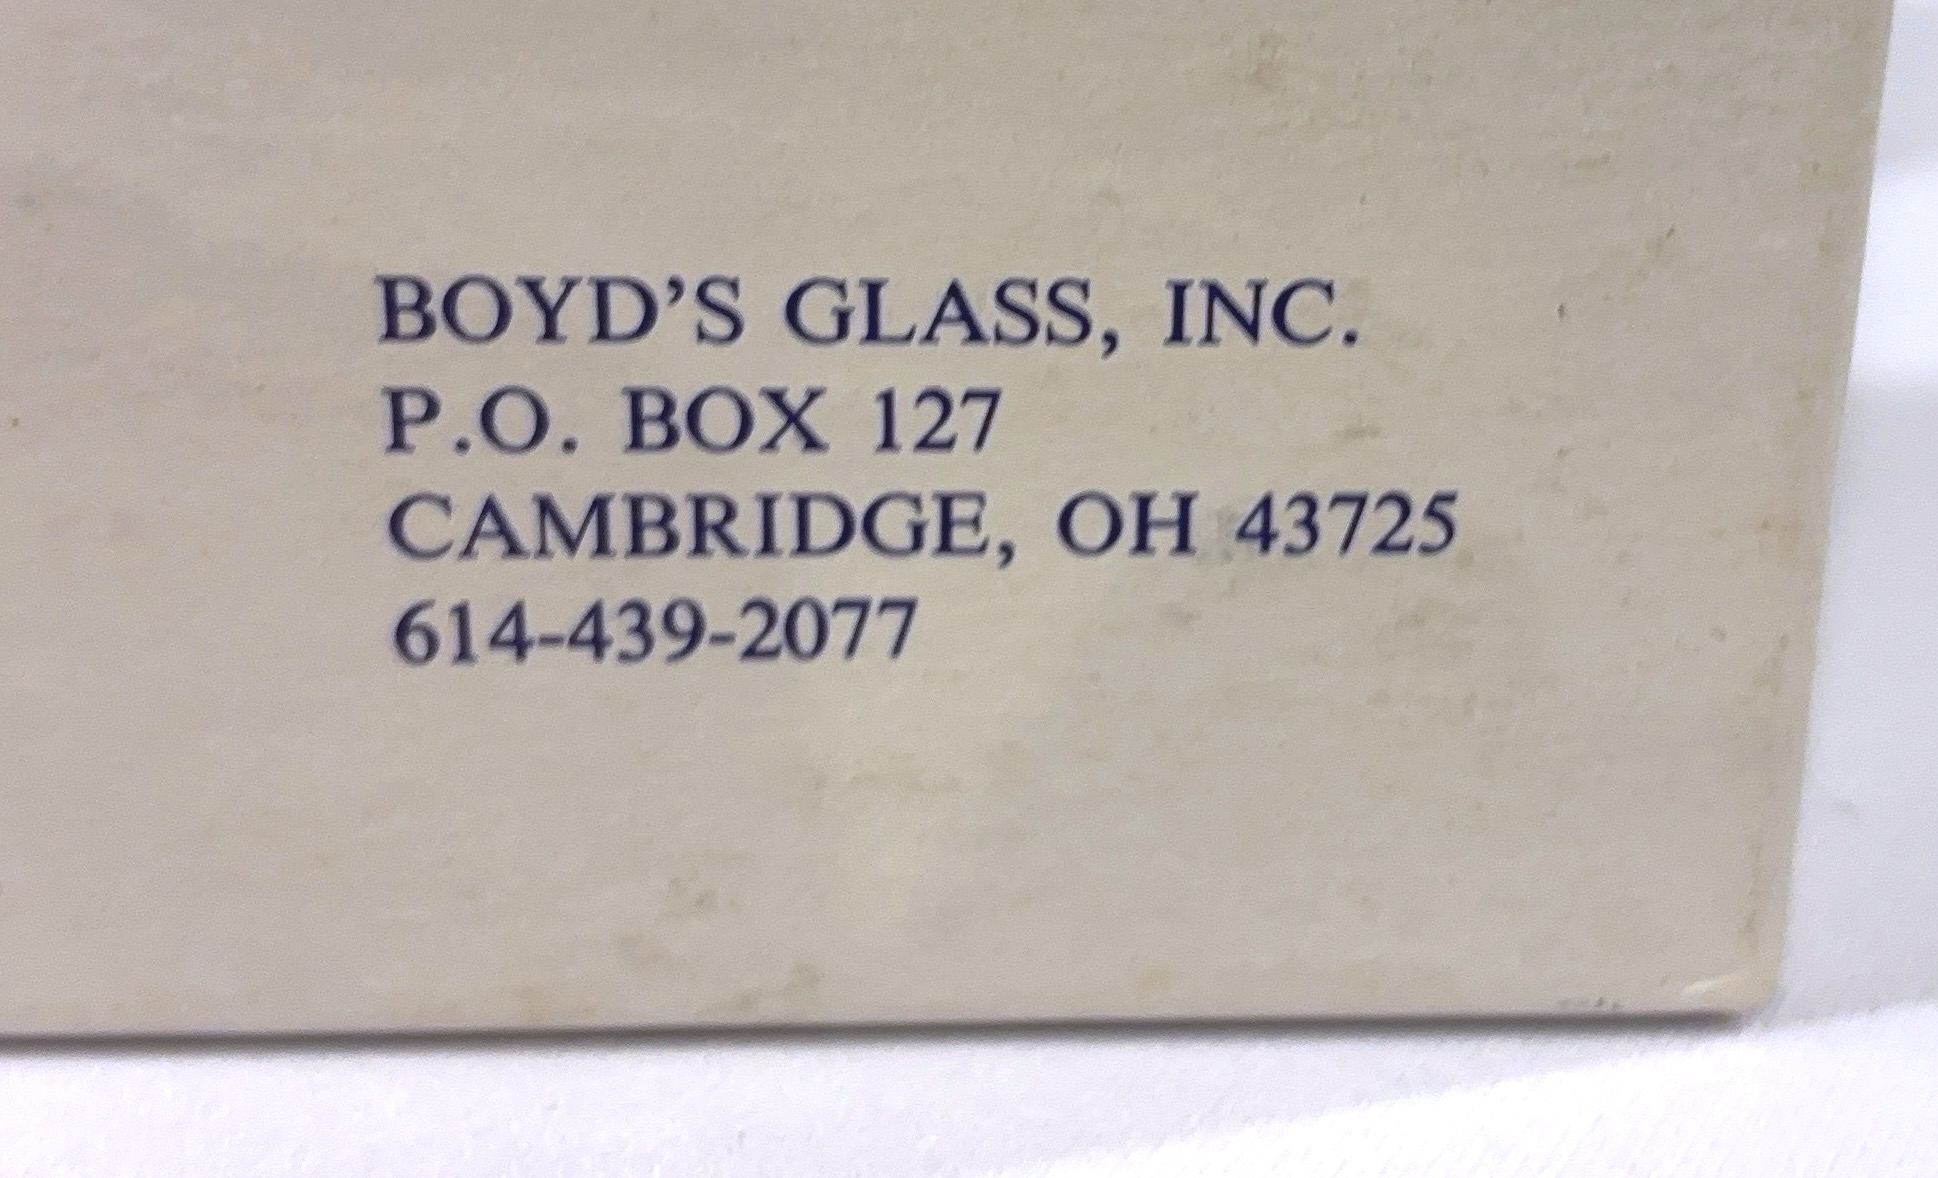 BOYD'S GLASS, INC.
P.O. BOX 127
CAMBRIDGE, OH 43725
614-439-2077